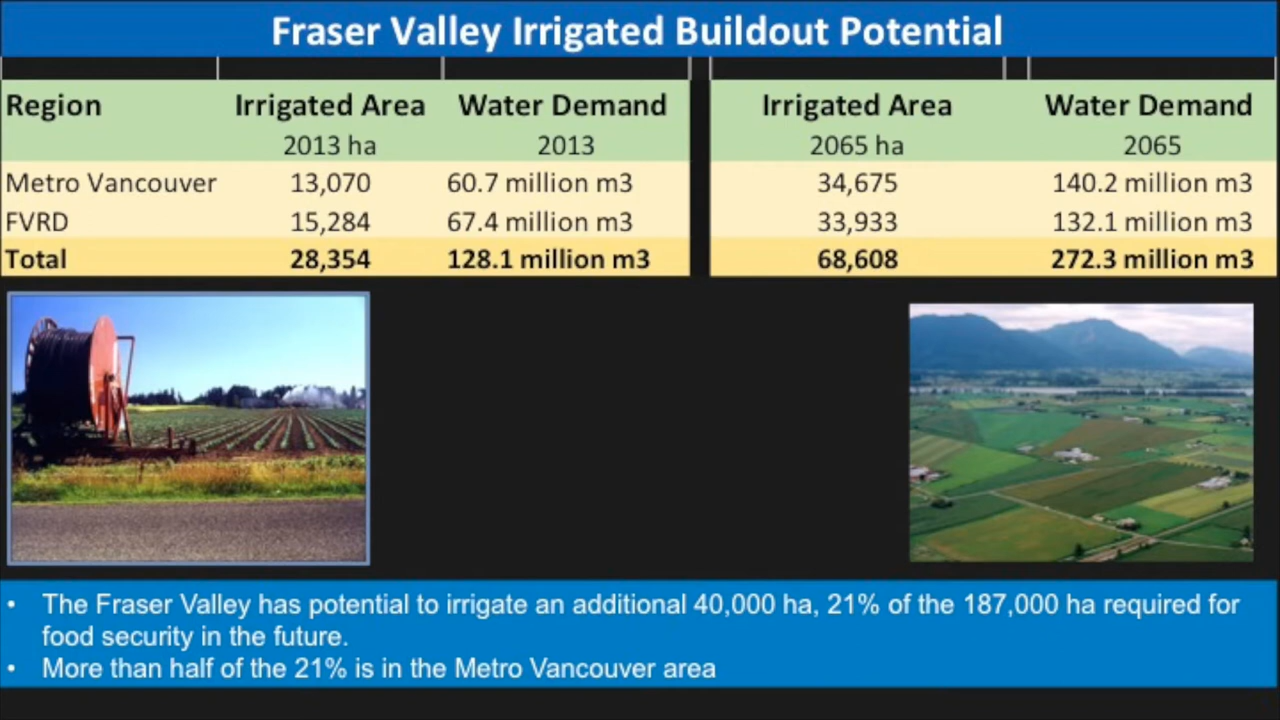 Fraser Valley Irrigated Buildout Potential
Region Irrigated Area Water Demand Irrigated Area Water Demand
2013 ha 2013 2065 ha 2065
Metro Vancouver 13,070 60.7 million m3 34,675 140.2 million m3
FVRD 15,284 67.4 million m3 33,933 132.1 million m3
Total 28,354 128.1 million m3 68,608 272.3 million m3
• The Fraser Valley has potential to irrigate an additional 40,000 ha, 21% of the 187,000 ha required for
food security in the future.
• More than half of the 21% is in the Metro Vancouver area